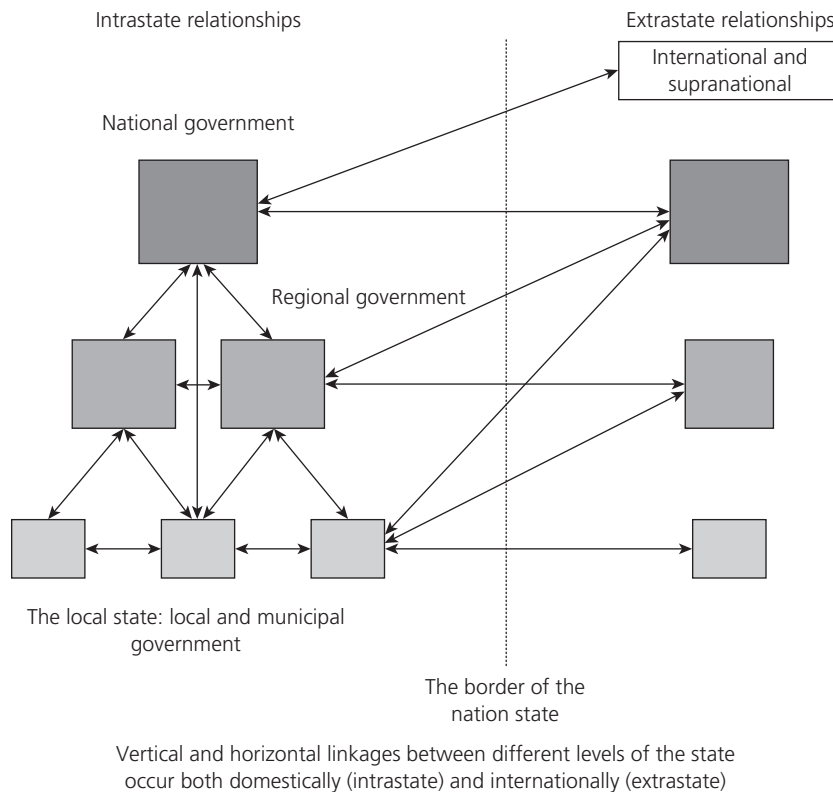 Intrastate relationships
Extrastate relationships
International and
supranational
National government
Regional government
The local state: local and municipal
government
The border of the
nation state
Vertical and horizontal linkages between different levels of the state
occur both domestically (intrastate) and internationally (extrastate)